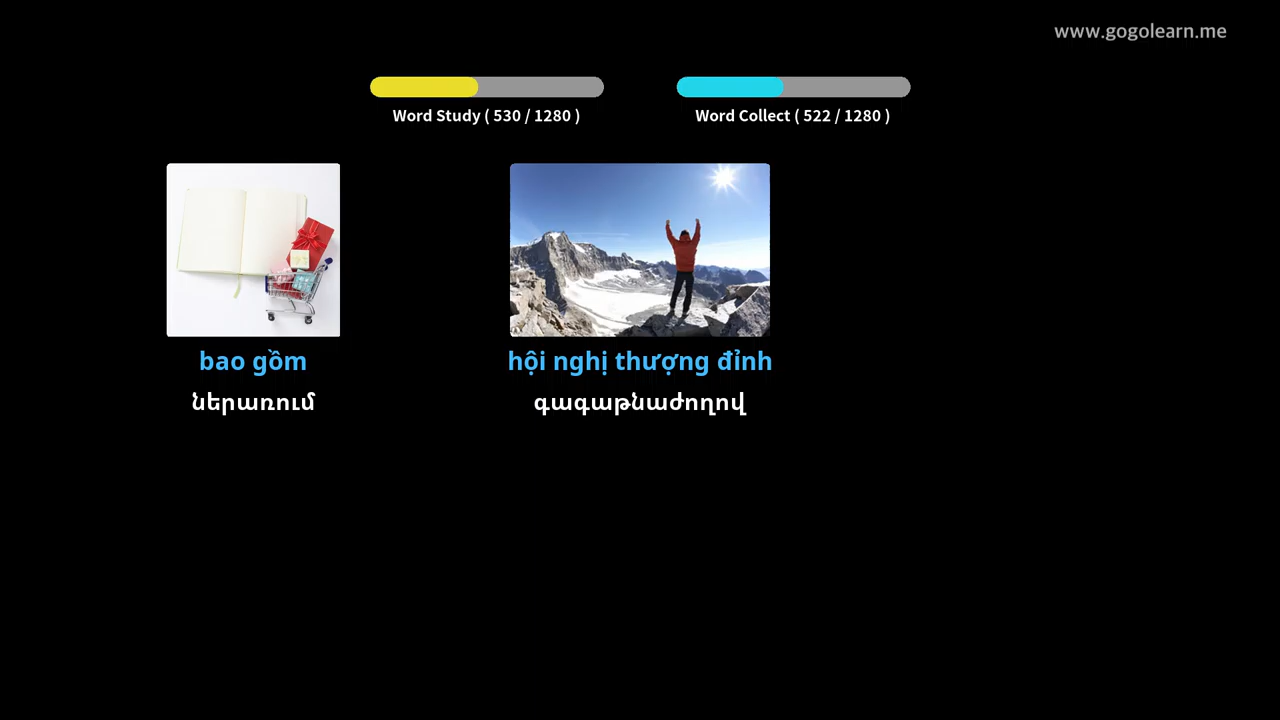 www.gogolearn.me
Word Study ( 530 / 1280 )
Word Collect ( 522 / 1280 )
bao gồm
hội nghị thượng đỉnh
ներառում
գագաթնաժողով